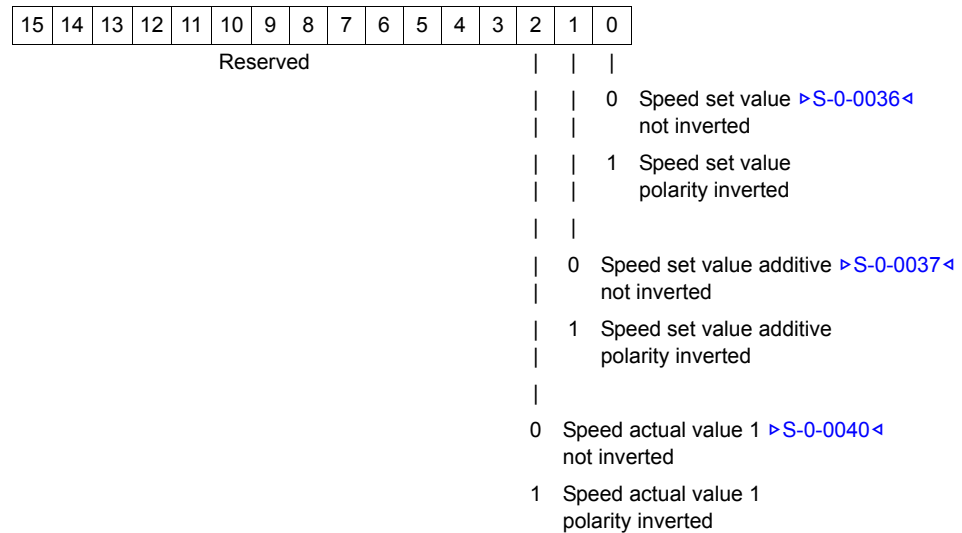 15 14 13 12 11 10 9 8 7 6 5 4 3 2 1 0
Reserved | | |
| | 0 Speed set value ▹S-0-0036◃
| | not inverted
| | 1 Speed set value
| | polarity inverted
| |
| 0 Speed set value additive ▹S-0-0037◃
| not inverted
| 1 Speed set value additive
| polarity inverted
|
0 Speed actual value 1 ▹S-0-0040◃
not inverted
1 Speed actual value 1
polarity inverted